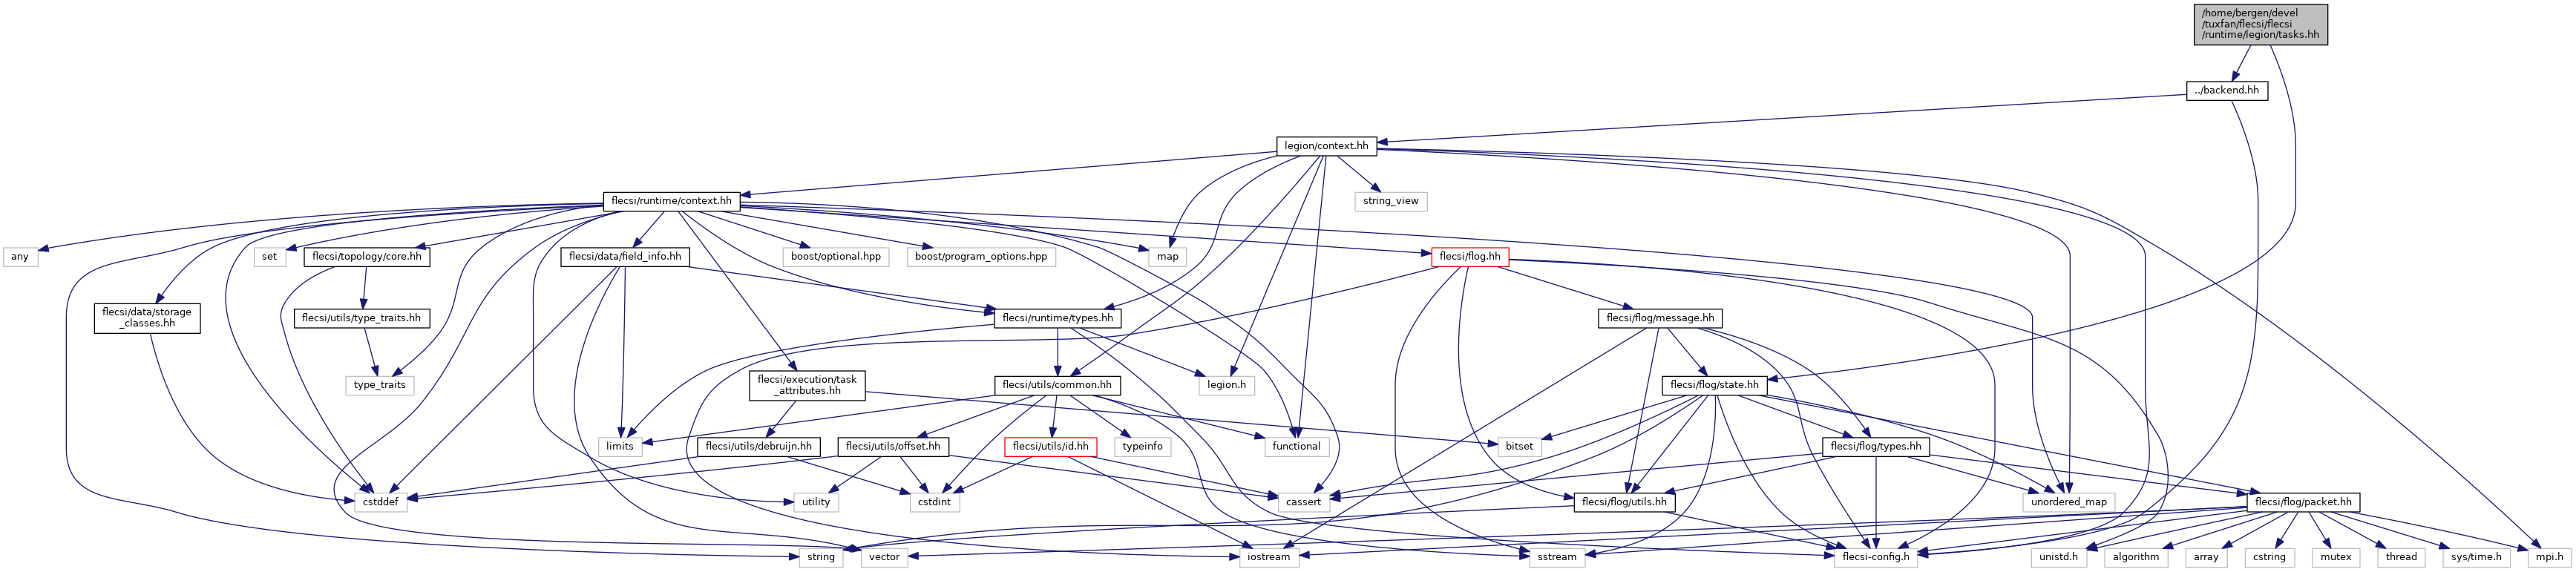 /home/bergen/devel
/tuxfan/flecsi/flecsi
/runtime/legion/tasks.hh
../backend.hh
legion/context.hh
flecsi/runtime/context.hh
string_view
any
set
flecsi/topology/core.hh
flecsi/data/field_info.hh
boost/optional.hpp
boost/program_options.hpp
map
flecsi/flog.hh
flecsi/data/storage
_classes.hh
flecsi/utils/type_traits.hh
flecsi/runtime/types.hh
flecsi/flog/message.hh
type_traits
flecsi/execution/task
_attributes.hh
flecsi/utils/common.hh
legion.h
flecsi/flog/state.hh
limits
flecsi/utils/debruijn.hh
flecsi/utils/offset.hh
flecsi/utils/id.hh
typeinfo
functional
bitset
flecsi/flog/types.hh
cstddef
utility
cstdint
cassert
flecsi/flog/utils.hh
unordered_map
flecsi/flog/packet.hh
string
vector
iostream
sstream
flecsi-config.h
unistd.h
algorithm
array
cstring
mutex
thread
sys/time.h
mpi.h